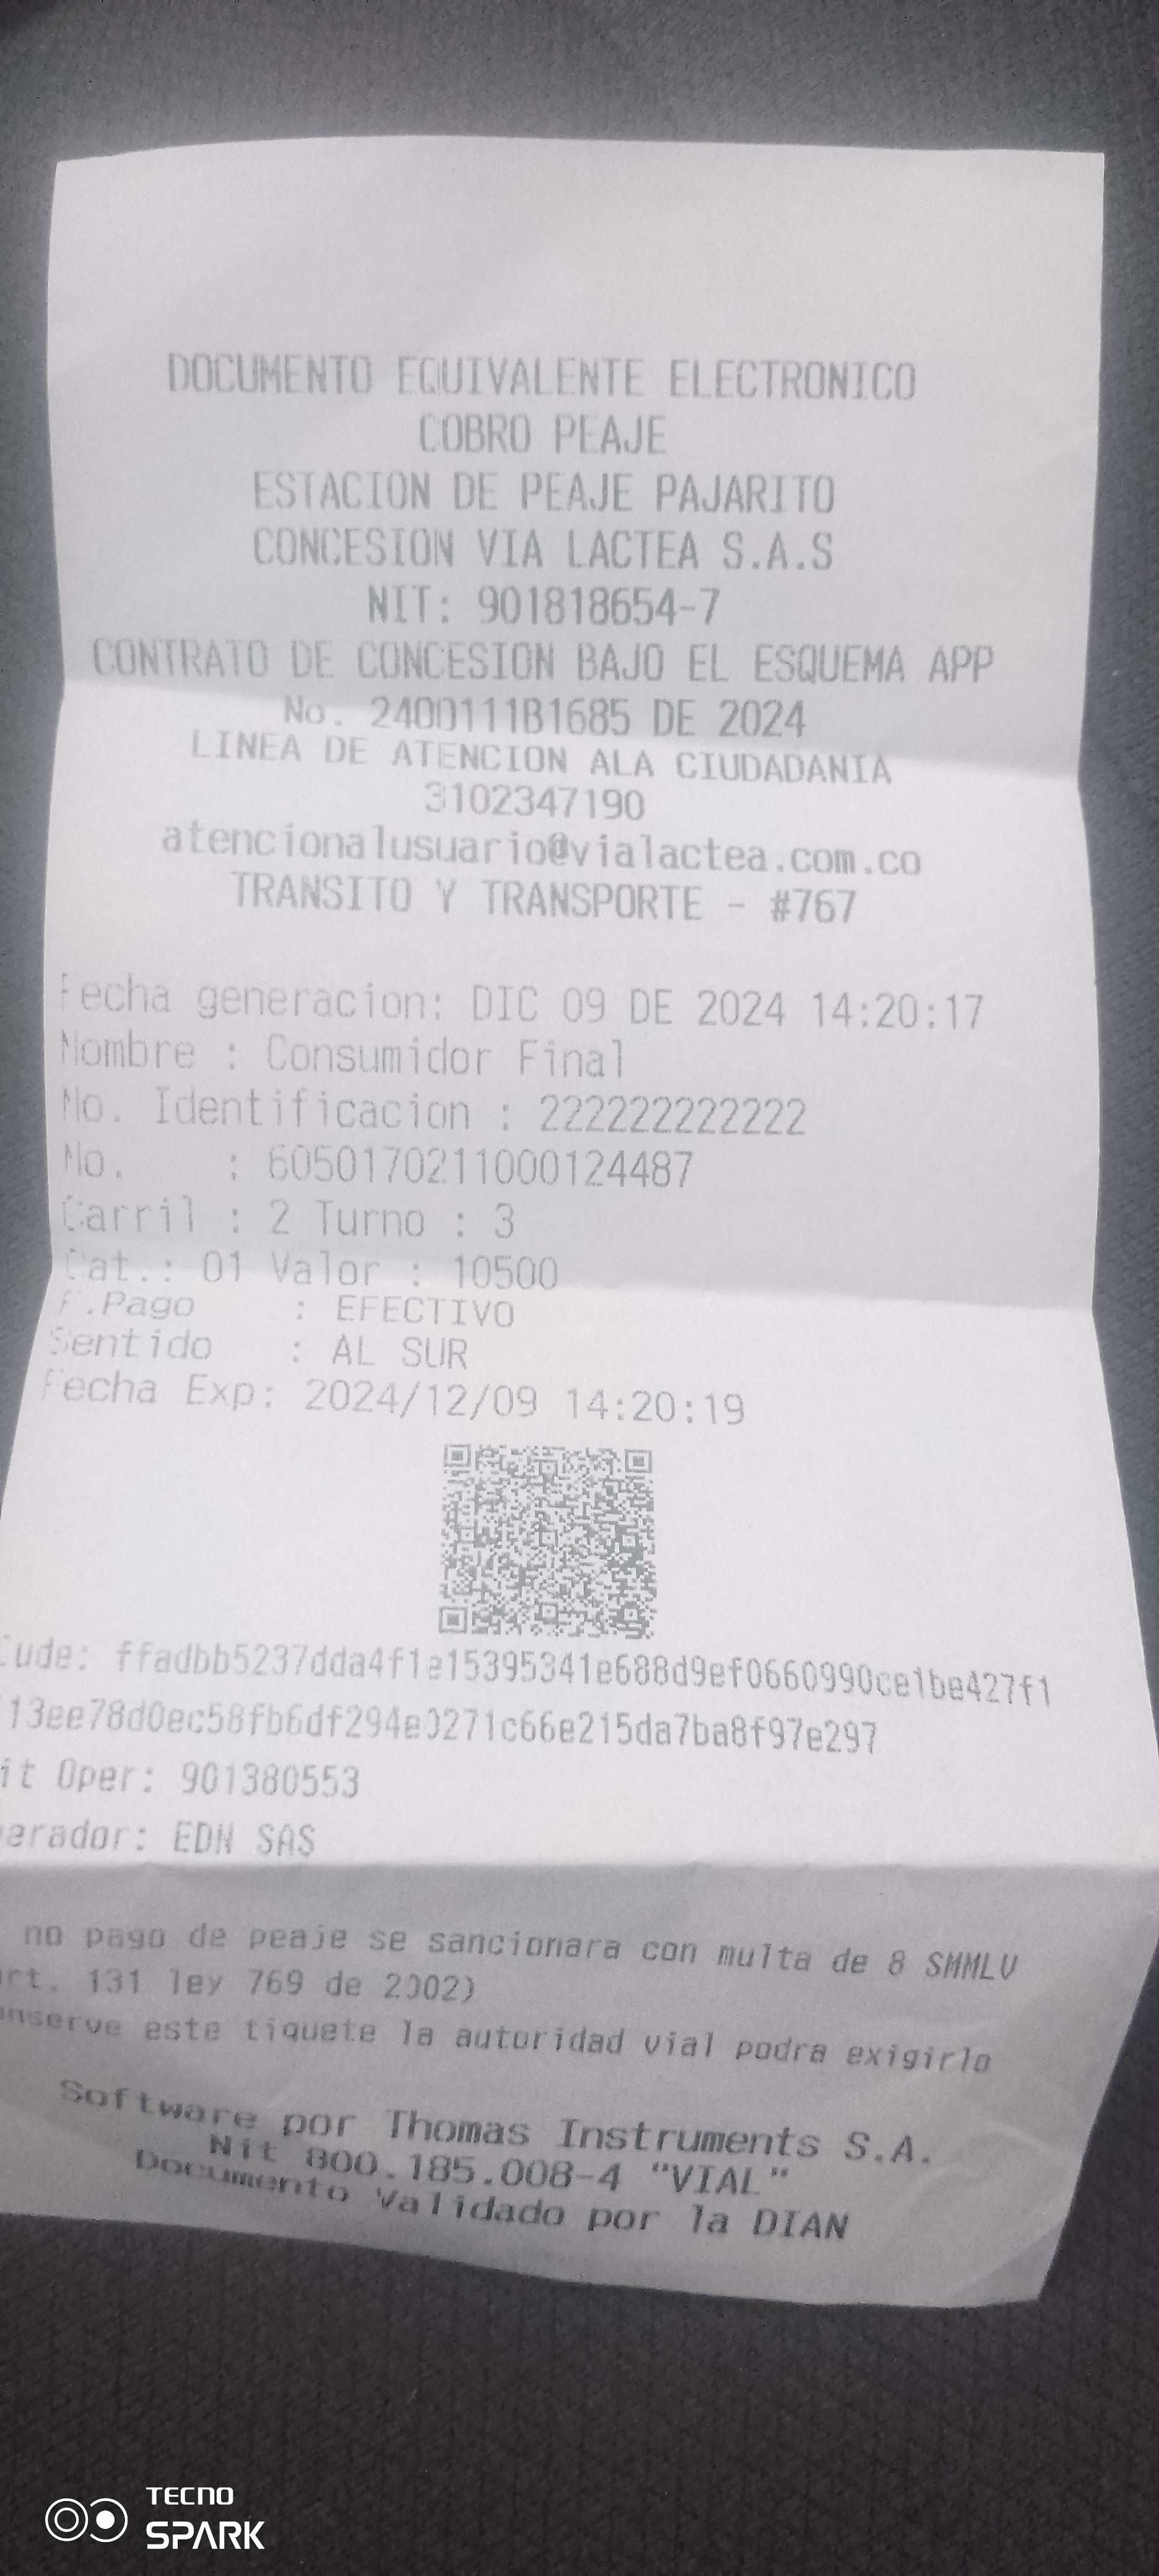 DOCUMENTO EQUIVALENTE ELECTRONICO
COBRO PEAJE
ESTACION DE PEAJE PAJARITO
CONCESION VIA LACTEA S.A.S
NIT: 901818654-7
CONTRATO DE CONCESION BAJO EL ESQUEMA APP
No. 2400111B1685 DE 2024
LINEA DE ATENCION ALA CIUDADANIA
3102347190
atencionalusuario@vialactea.com.co
TRANSITO Y TRANSPORTE - #767
Fecha generacion: DIC 09 DE 2024 14:20:17
Nombre : Consumidor Final
No. Identificacion : 222222222222
No. : 6050170211000124487
Carril : 2 Turno : 3
Cat.: 01 Valor : 10500
F.Pago : EFECTIVO
Sentido : AL SUR
Fecha Exp: 2024/12/09 14:20:19
Cude: ffadbb5237dda4f1e15395341e688d9ef0660990ce1be427f1
13ee78d0ec58fb6df294e0271c66e215da7ba8f97e297
it Oper: 901380553
erador: EDN SAS
no pago de peaje se sancionara con multa de 8 SMMLV
rt. 131 ley 769 de 2002)
nserve este tiquete la autoridad vial podra exigirlo
Software por Thomas Instruments S.A.
Nit 800.185.008-4 "VIAL"
Documento Validado por la DIAN
TECNO
SPARK